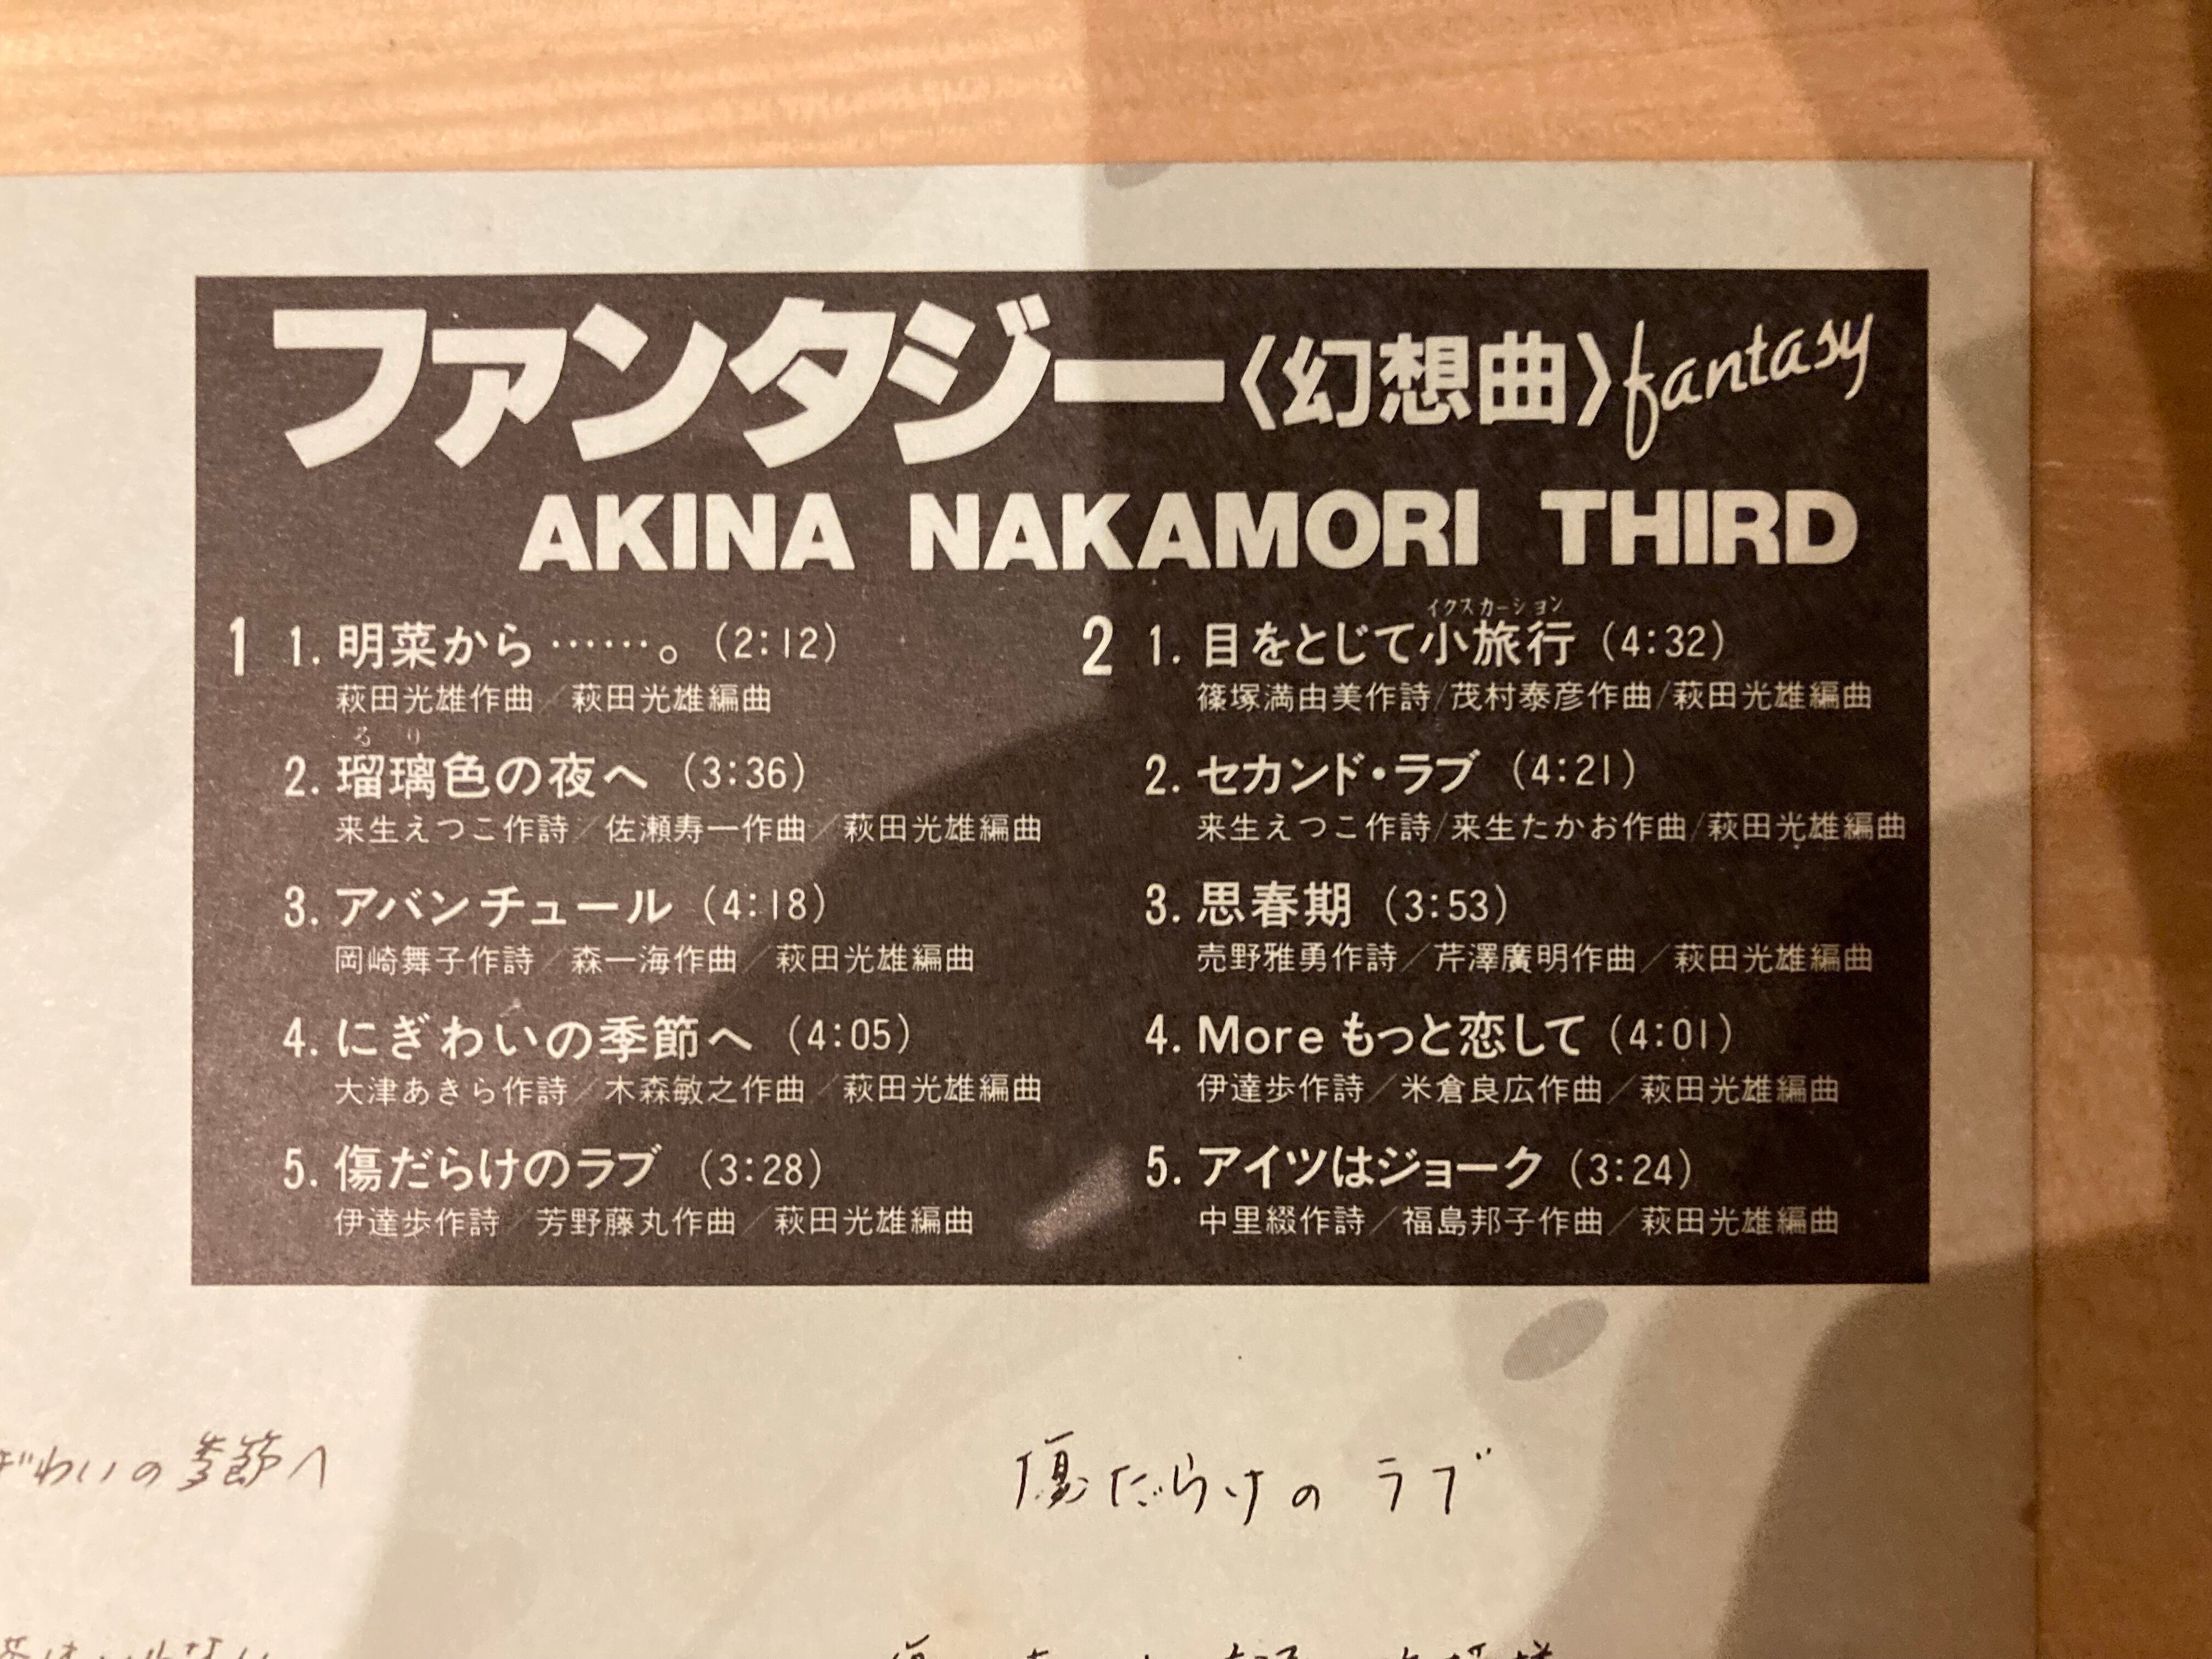 ファンタジー〈幻想曲〉fantasy
AKINA NAKAMORI THIRD
1
1. 明菜から……。(2:12)
萩田光雄作曲／萩田光雄編曲
るり
2. 瑠璃色の夜へ (3:36)
来生えつこ作詩／佐瀬寿一作曲／萩田光雄編曲
3. アバンチュール (4:18)
岡崎舞子作詩／森一海作曲／萩田光雄編曲
4. にぎわいの季節へ (4:05)
大津あきら作詩／木森敏之作曲／萩田光雄編曲
5. 傷だらけのラブ (3:28)
伊達歩作詩／芳野藤丸作曲／萩田光雄編曲
2
イクスカーション
1. 目をとじて小旅行 (4:32)
篠塚満由美作詩/茂村泰彦作曲/萩田光雄編曲
2. セカンド・ラブ (4:21)
来生えつこ作詩/来生たかお作曲/萩田光雄編曲
3. 思春期 (3:53)
売野雅勇作詩／芹澤廣明作曲／萩田光雄編曲
4. More もっと恋して (4:01)
伊達歩作詩／米倉良広作曲／萩田光雄編曲
5. アイツはジョーク (3:24)
中里綴作詩／福島邦子作曲／萩田光雄編曲
ぎわいの季節へ
傷だらけの ラブ